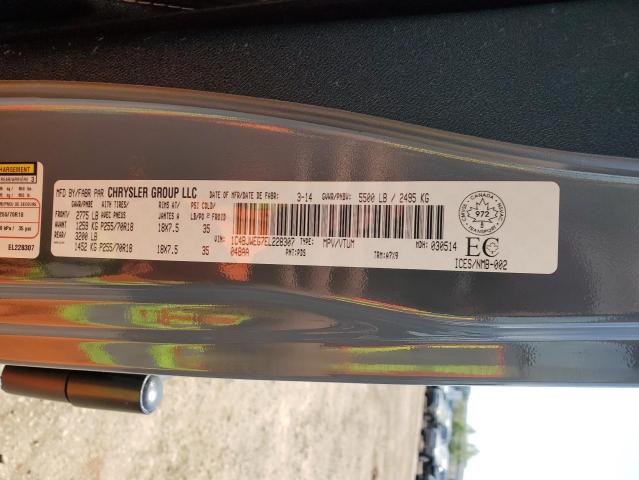 CHARGEMENT
EL228307
MFD BY/FABR PAR CHRYSLER GROUP LLC DATE OF MFR/DATE DE FABR: 3-14 GVWR/PNBV: 5500 LB / 2495 KG
GAWR/PNBE WITH TIRES/ RIMS AT/ PSI COLD/
FRONT/ 2775 LB AVEC PNEUS JANTES A LB/PO² FROID
AVANT 1259 KG P255/70R18 18X7.5 35
REAR/ 3200 LB
1452 KG P255/70R18 18X7.5 35
VIN: 1C4BJWEG7EL228307 TYPE: MPV/VTUM MDH: 030514
04BAA PNT:PDS TRM:A7X9
CANADA
972
TRANSPORT
EC
ICES/NMB-002